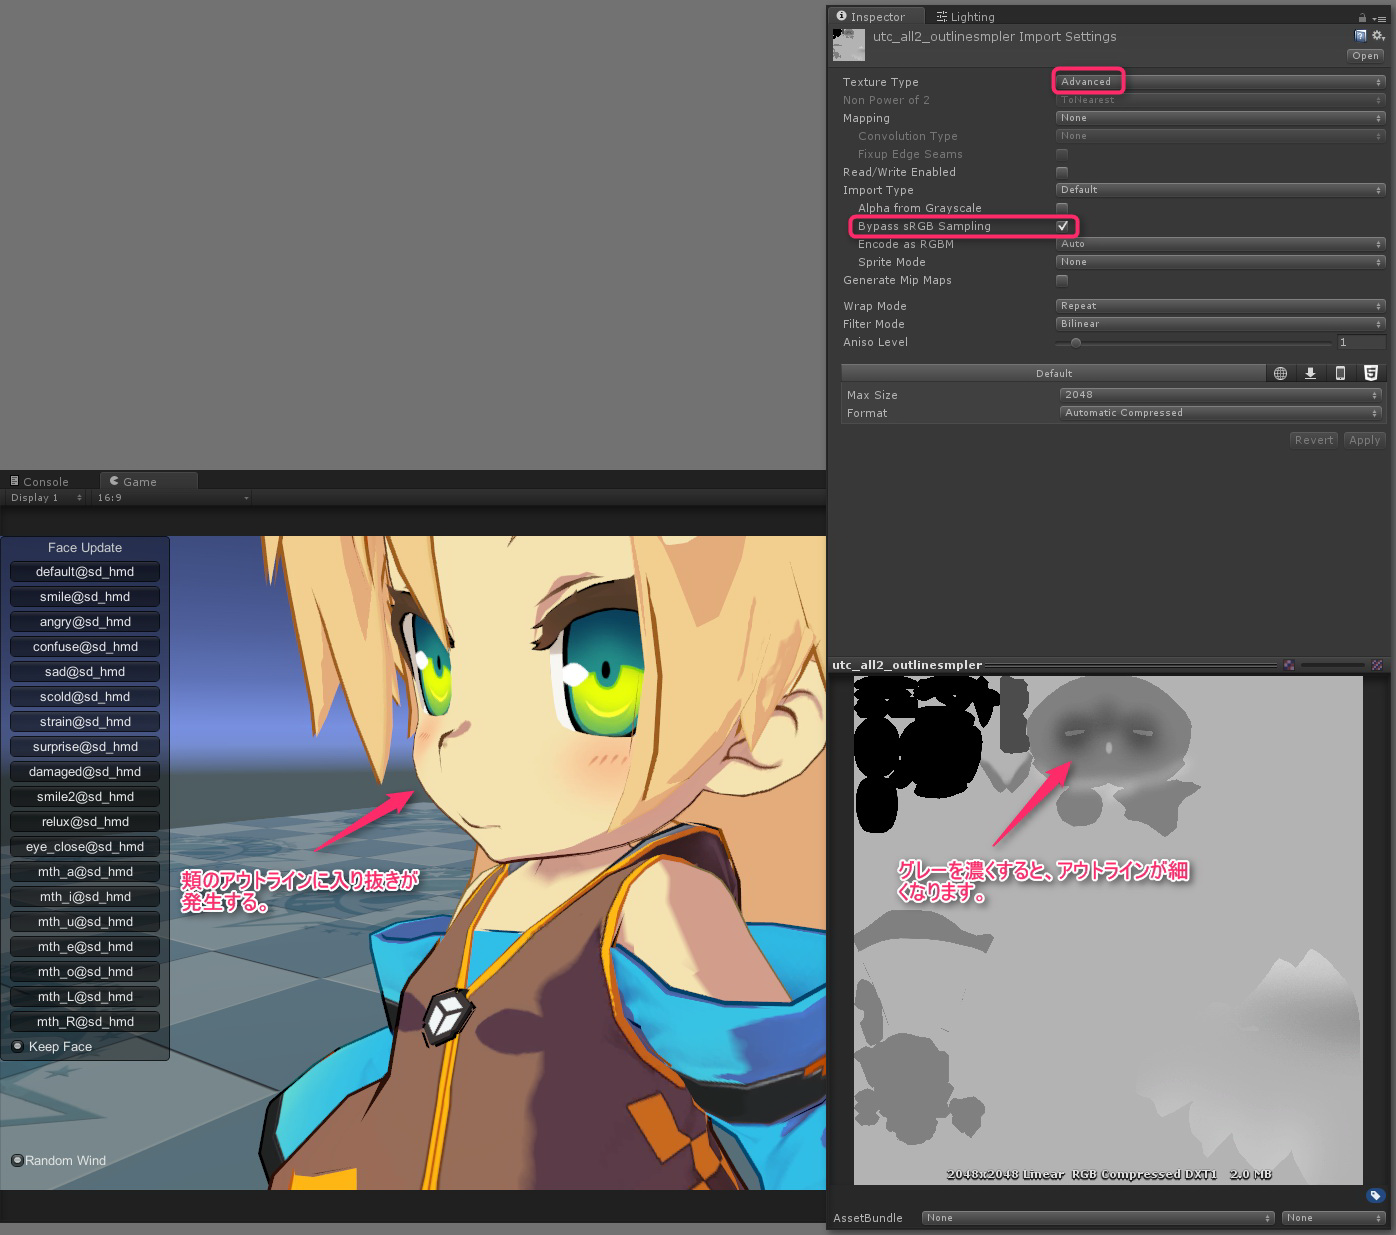 Inspector
Lighting
utc_all2_outlinesmpler Import Settings
Open
Texture Type Advanced
Non Power of 2 ToNearest
Mapping None
Convolution Type None
Fixup Edge Seams
Read/Write Enabled
Import Type Default
Alpha from Grayscale
Bypass sRGB Sampling
Encode as RGBM Auto
Sprite Mode None
Generate Mip Maps
Wrap Mode Repeat
Filter Mode Bilinear
Aniso Level 1
Default
Max Size 2048
Format Automatic Compressed
Revert Apply
Console Game
Display 1 16:9
Face Update
default@sd_hmd
smile@sd_hmd
angry@sd_hmd
confuse@sd_hmd
sad@sd_hmd
scold@sd_hmd
strain@sd_hmd
surprise@sd_hmd
damaged@sd_hmd
smile2@sd_hmd
relux@sd_hmd
eye_close@sd_hmd
mth_a@sd_hmd
mth_i@sd_hmd
mth_u@sd_hmd
mth_e@sd_hmd
mth_o@sd_hmd
mth_L@sd_hmd
mth_R@sd_hmd
Keep Face
Random Wind
頬のアウトラインに入り抜きが
発生する。
utc_all2_outlinesmpler
グレーを濃くすると、アウトラインが細
くなります。
2048x2048 Linear RGB Compressed DXT1 2.0 MB
AssetBundle None None